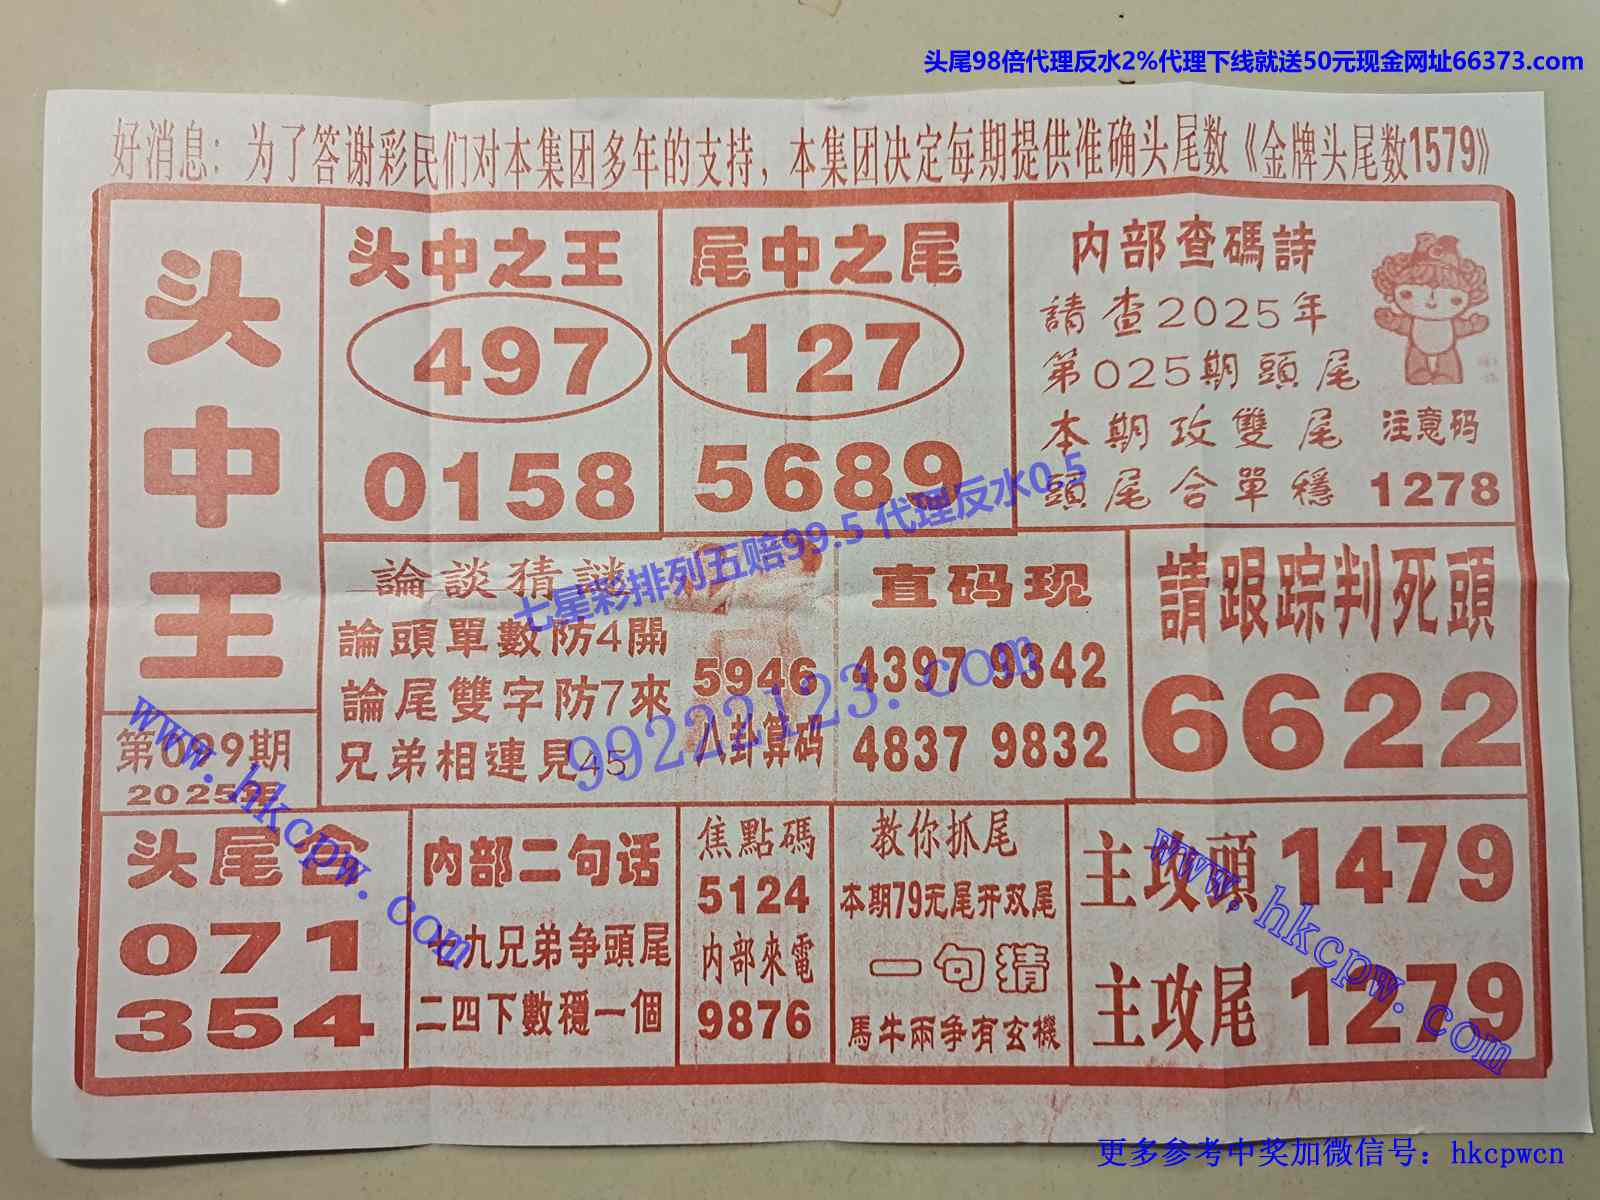 头尾98倍代理反水2%代理下线就送50元现金网址66373.com
好消息：为了答谢彩民们对本集团多年的支持，本集团决定每期提供准确头尾数《金牌头尾数1579》
头中王
第099期
2025年
头中之王
497
0158
尾中之尾
127
5689
内部查碼詩
請查2025年
第025期頭尾
本期攻雙尾
頭尾合單穩
注意码
1278
論談猜謎
論頭單數防4開
論尾雙字防7來
兄弟相連見45
5946
八卦算码
直码现
4397 9342
4837 9832
請跟踪判死頭
6622
头尾合
071
354
内部二句话
七九兄弟争頭尾
二四下數穩一個
焦點碼
5124
内部來電
9876
教你抓尾
本期79无尾开双尾
一句猜
馬牛兩争有玄機
主攻頭 1479
主攻尾 1279
七星彩排列五赔99.5 代理反水0.5
99222123.com
www.hkcpw.com
www.hkcpw.com
更多参考中奖加微信号：hkcpwcn